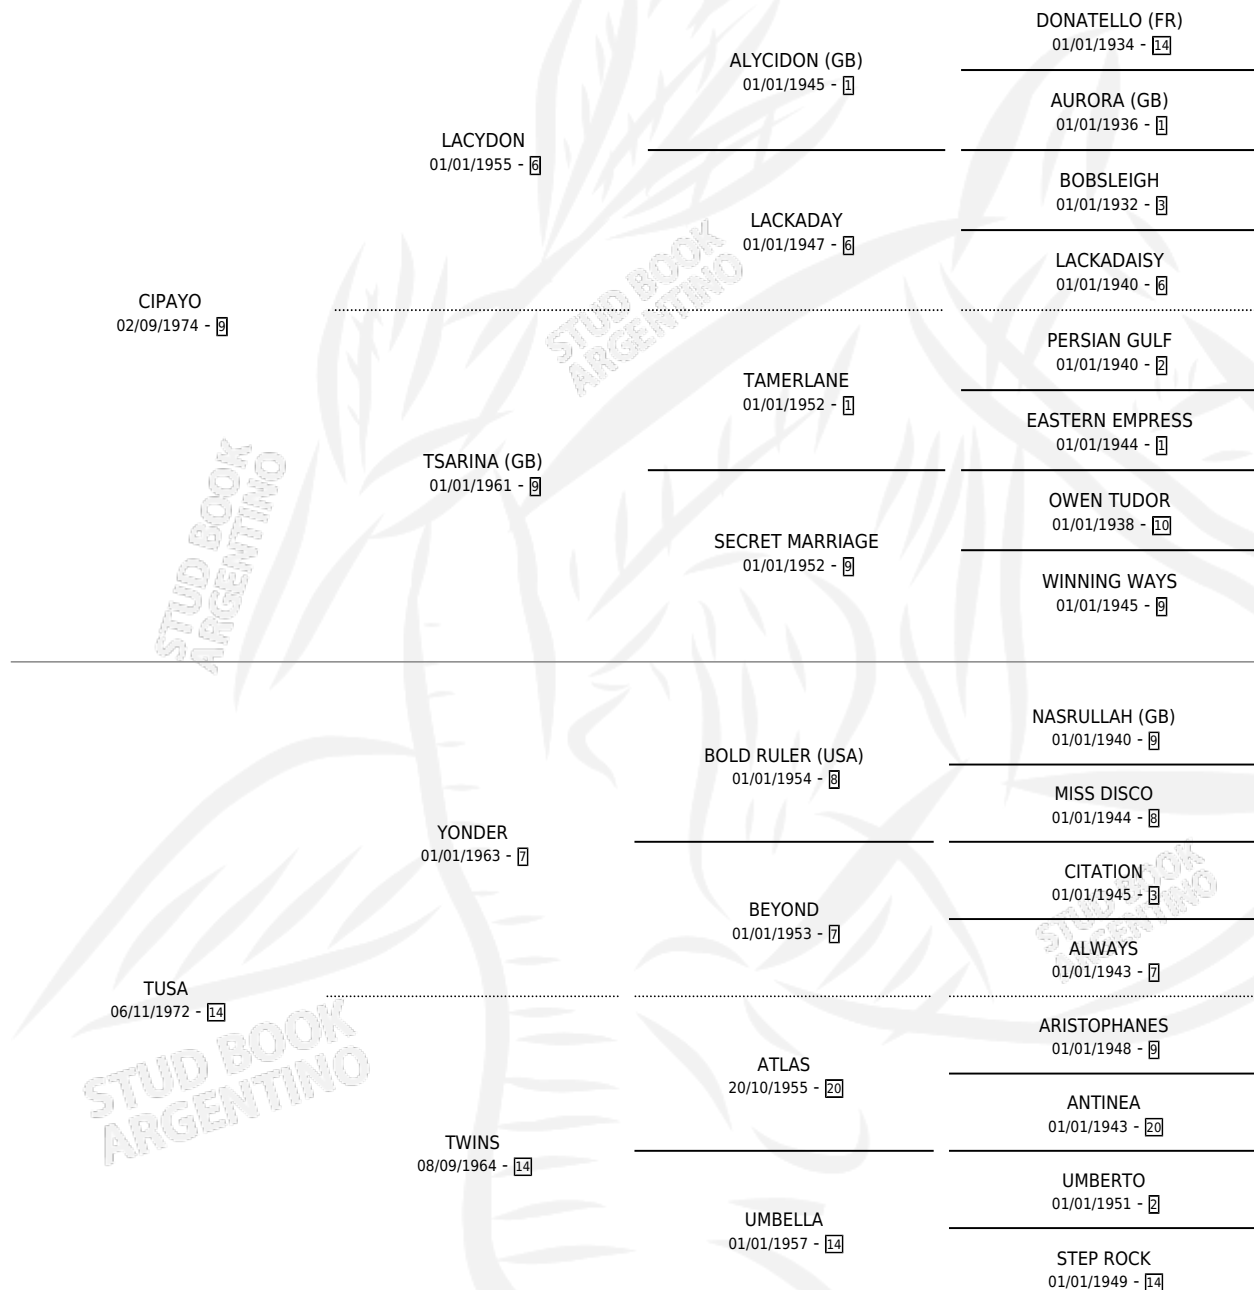 DONATELLO (FR)
01/01/1934 - 14
ALYCIDON (GB)
01/01/1945 - 1
AURORA (GB)
01/01/1936 - 1
LACYDON
01/01/1955 - 6
BOBSLEIGH
01/01/1932 - 3
LACKADAY
01/01/1947 - 6
LACKADAISY
01/01/1940 - 6
CIPAYO
02/09/1974 - 9
PERSIAN GULF
01/01/1940 - 2
TAMERLANE
01/01/1952 - 1
EASTERN EMPRESS
01/01/1944 - 1
TSARINA (GB)
01/01/1961 - 9
OWEN TUDOR
01/01/1938 - 10
SECRET MARRIAGE
01/01/1952 - 9
WINNING WAYS
01/01/1945 - 9
NASRULLAH (GB)
01/01/1940 - 9
BOLD RULER (USA)
01/01/1954 - 8
MISS DISCO
01/01/1944 - 8
YONDER
01/01/1963 - 7
CITATION
01/01/1945 - 3
BEYOND
01/01/1953 - 7
ALWAYS
01/01/1943 - 7
TUSA
06/11/1972 - 14
ARISTOPHANES
01/01/1948 - 9
ATLAS
20/10/1955 - 20
ANTINEA
01/01/1943 - 20
TWINS
08/09/1964 - 14
UMBERTO
01/01/1951 - 2
UMBELLA
01/01/1957 - 14
STEP ROCK
01/01/1949 - 14
STUD BOOK
ARGENTINO
STUD BOOK
ARGENTINO
STUD BOOK
ARGENTINO
STUD BOOK
ARGENTINO